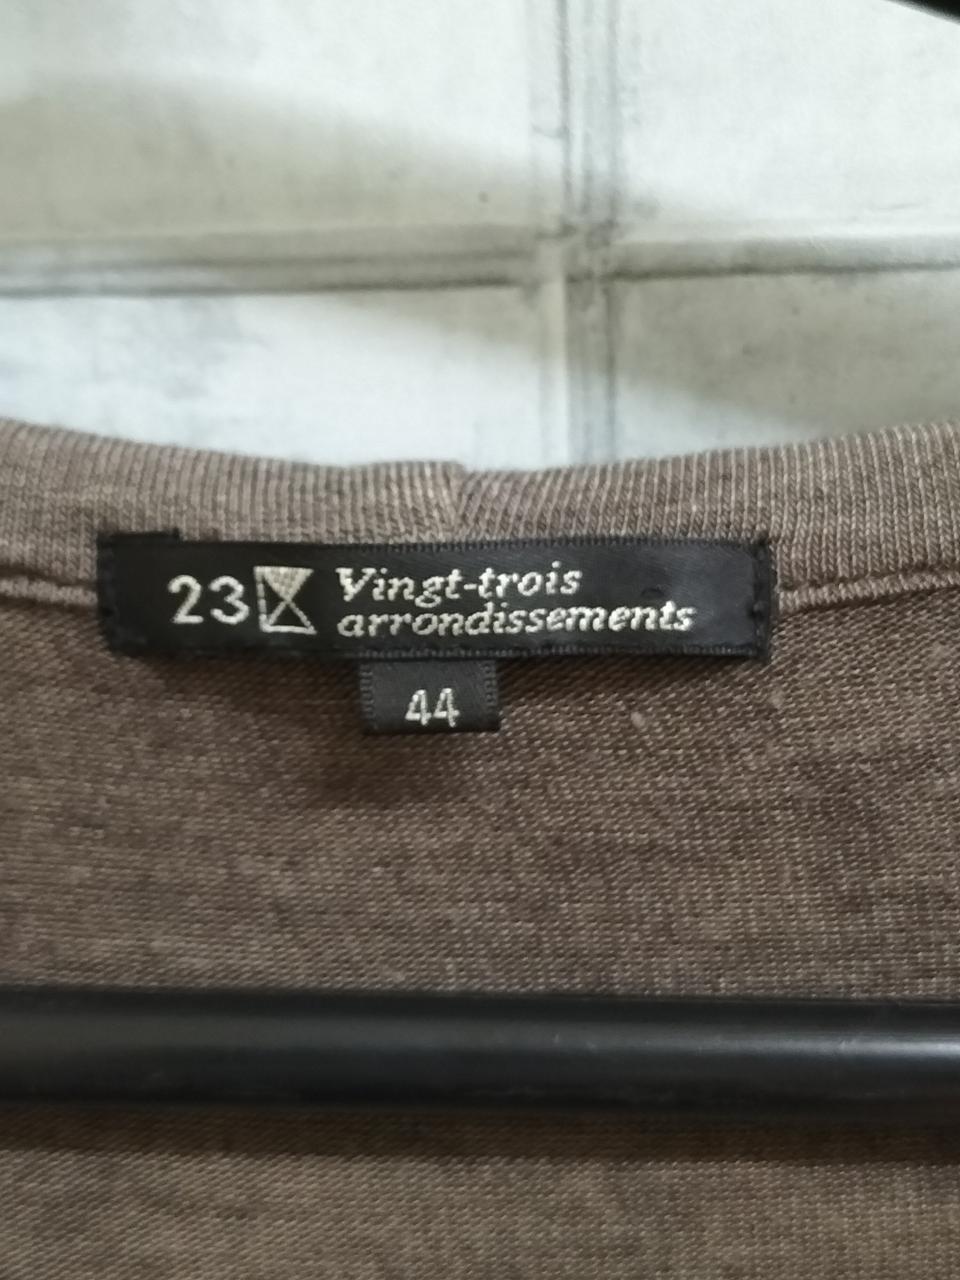 23 Vingt-trois
arrondissements
44